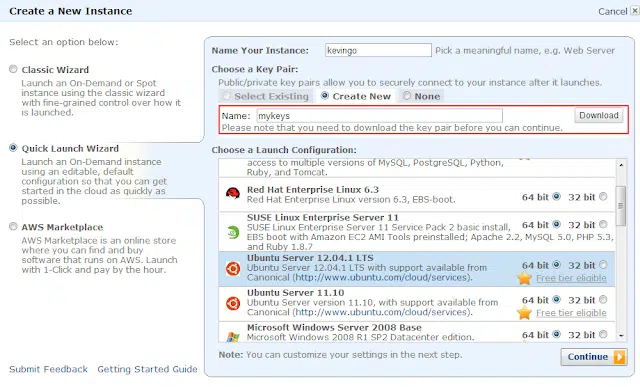 Create a New Instance
Cancel X
Select an option below:
Classic Wizard
Launch an On-Demand or Spot
instance using the classic wizard
with fine-grained control over how it
is launched.
Quick Launch Wizard
Launch an On-Demand instance
using an editable, default
configuration so that you can get
started in the cloud as quickly as
possible.
AWS Marketplace
AWS Marketplace is an online
store where you can find and buy
software that runs on AWS. Launch
with 1-Click and pay by the hour.
Submit Feedback Getting Started Guide
Name Your Instance: kevingo Pick a meaningful name, e.g. Web Server
Choose a Key Pair:
Public/private key pairs allow you to securely connect to your instance after it launches.
Select Existing Create New None
Name: mykeys Download
Please note that you need to download the key pair before you can continue.
Choose a Launch Configuration:
access to multiple versions of MySQL, PostgreSQL, Python,
Ruby, and Tomcat.
Red Hat Enterprise Linux 6.3 64 bit 32 bit
Red Hat Enterprise Linux version 6.3, EBS-boot.
SUSE Linux Enterprise Server 11 64 bit 32 bit
SUSE Linux Enterprise Server 11 Service Pack 2 basic install,
EBS boot with Amazon EC2 AMI Tools preinstalled; Apache 2.2, MySQL 5.0, PHP 5.3,
and Ruby 1.8.7
Ubuntu Server 12.04.1 LTS 64 bit 32 bit
Ubuntu Server 12.04.1 LTS with support available from
Canonical (http://www.ubuntu.com/cloud/services). Free tier eligible
Ubuntu Server 11.10 64 bit 32 bit
Ubuntu Server version 11.10, with support available from
Canonical (http://www.ubuntu.com/cloud/services). Free tier eligible
Microsoft Windows Server 2008 Base 64 bit 32 bit
Microsoft Windows 2008 R1 SP2 Datacenter edition.
Note: You can customize your settings in the next step.
Continue